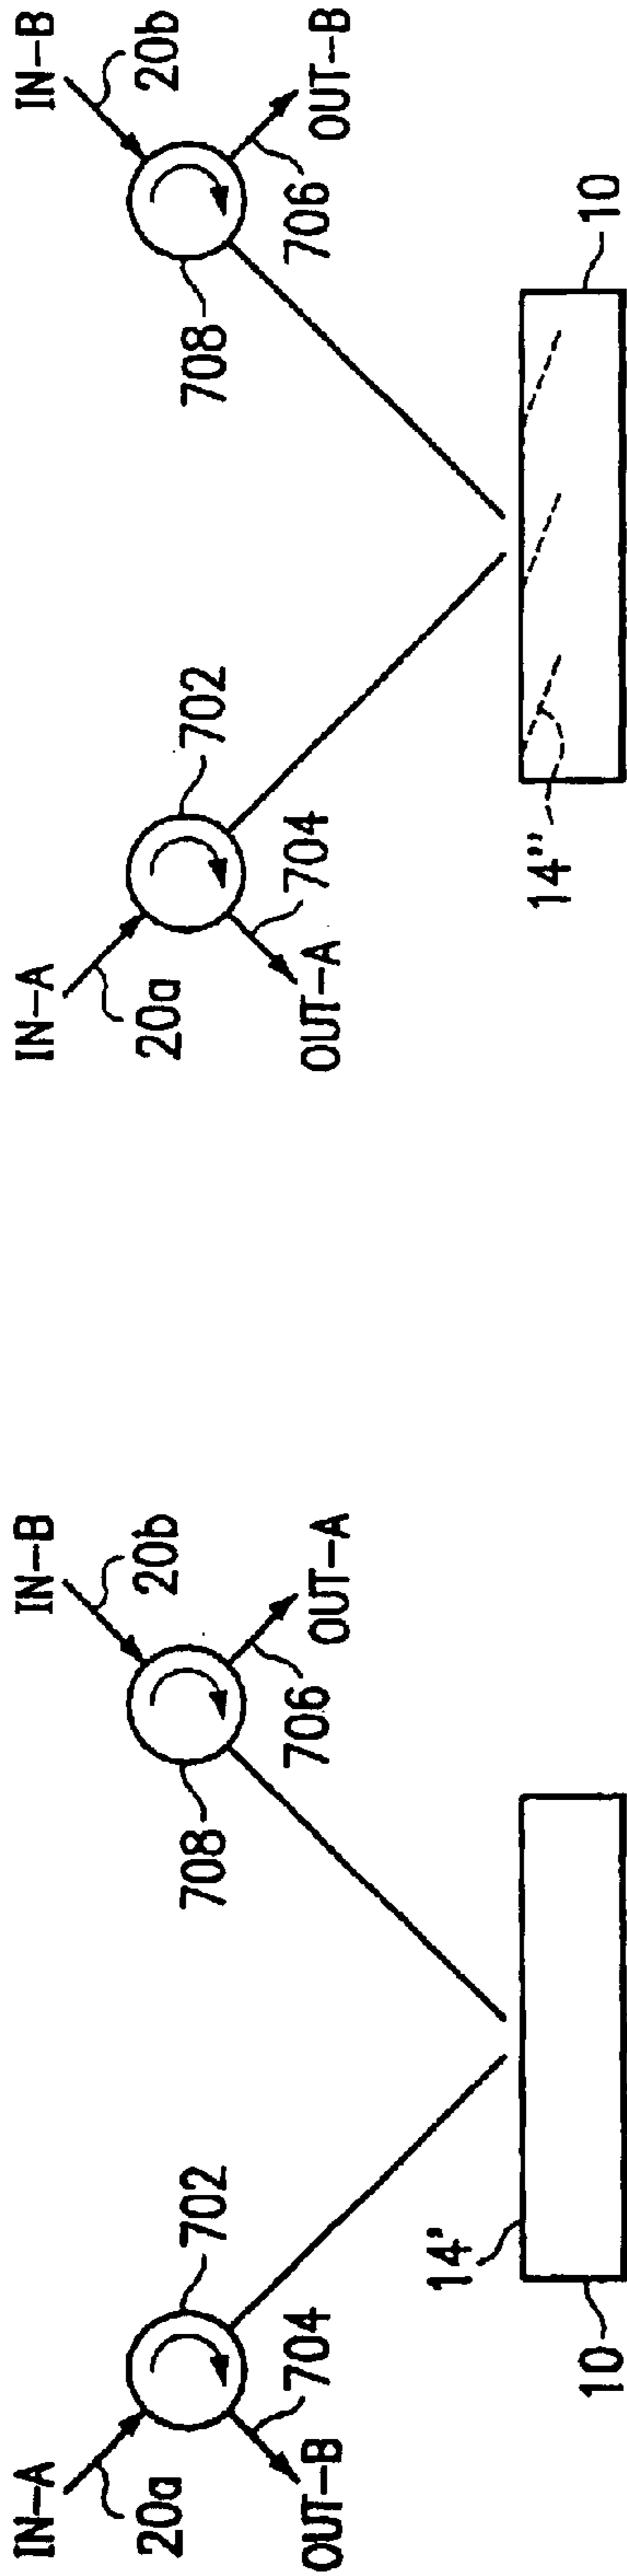 IN-A
20a
702
704
OUT-B
IN-B
20b
708
706
OUT-A
14'
10
IN-A
20a
702
704
OUT-A
IN-B
20b
708
706
OUT-B
14"
10